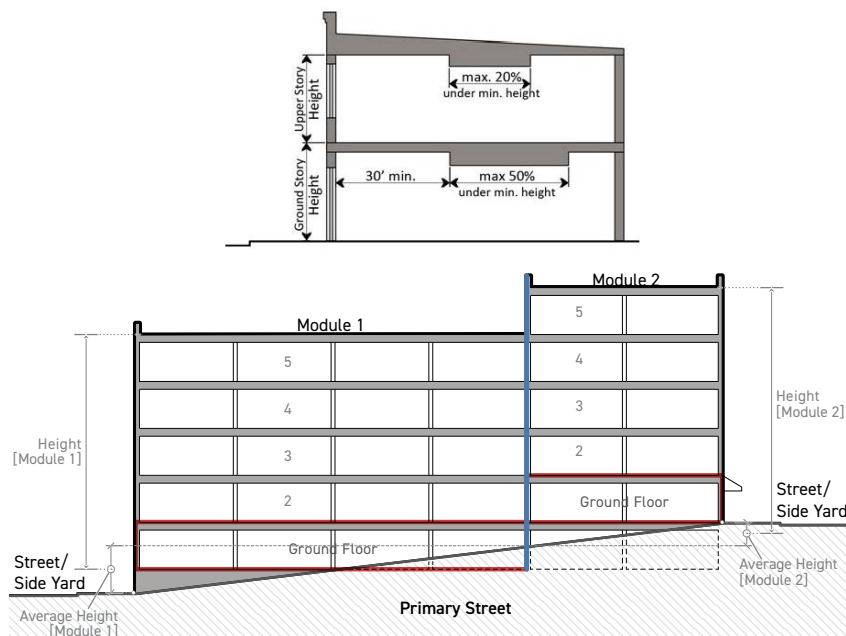 Upper Story
Height
max. 20%
under min. height
Ground Story
Height
30’ min.
max 50%
under min. height
Module 2
Module 1
5
5
4
4
3
Height
[Module 1]
Height
[Module 2]
3
2
2
Ground Floor
Street/
Side Yard
Ground Floor
Street/
Side Yard
Average Height
[Module 2]
Average Height
[Module 1]
Primary Street